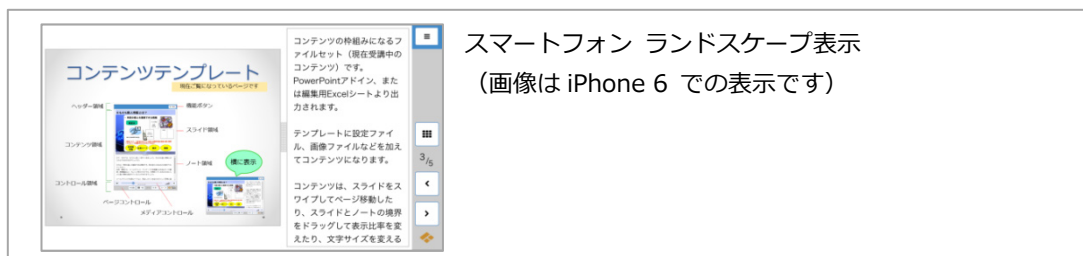 コンテンツテンプレート
現在ご覧になっているページです
ヘッダー領域
機能ボタン
スライド領域
コンテンツ領域
ノート領域
横に表示
コントロール領域
ページコントロール
メディアコントロール
コンテンツの枠組みになるフ
ァイルセット（現在受講中の
コンテンツ）です。
PowerPointアドイン、また
は編集用Excelシートより出
力されます。
テンプレートに設定ファイ
ル、画像ファイルなどを加え
てコンテンツになります。
コンテンツは、スライドをス
ワイプしてページ移動した
り、スライドとノートの境界
をドラッグして表示比率を変
えたり、文字サイズを変える
3/5
スマートフォン ランドスケープ表示
（画像は iPhone 6 での表示です）